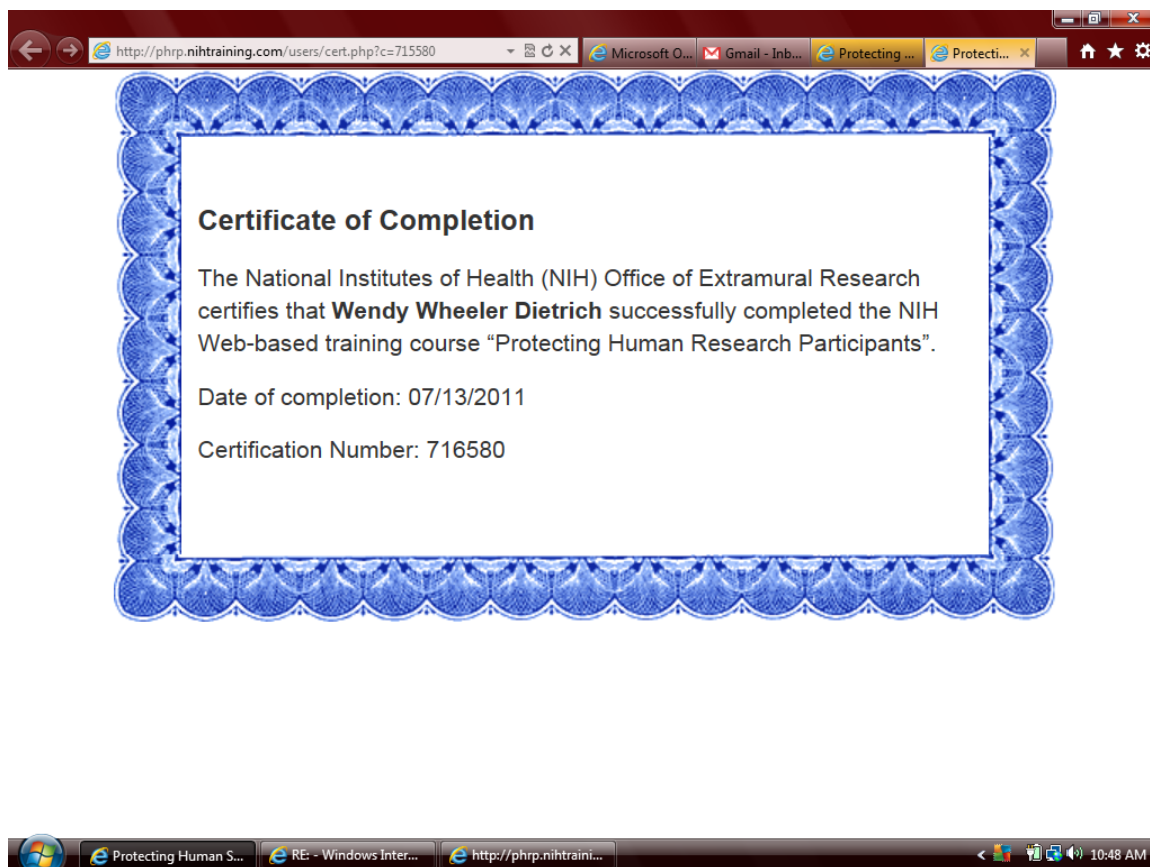 http://phrp.nihtraining.com/users/cert.php?c=715580
Microsoft O...
Gmail - Inb...
Protecting ...
Protecti...
Certificate of Completion
The National Institutes of Health (NIH) Office of Extramural Research
certifies that Wendy Wheeler Dietrich successfully completed the NIH
Web-based training course “Protecting Human Research Participants”.
Date of completion: 07/13/2011
Certification Number: 716580
Protecting Human S...
RE: - Windows Inter...
http://phrp.nihtraini...
10:48 AM